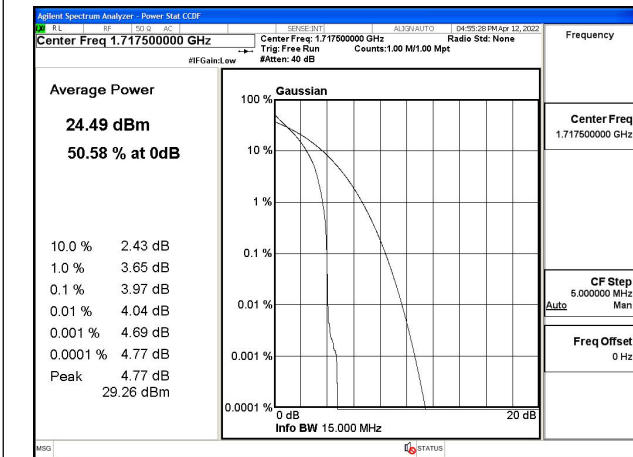 Agilent Spectrum Analyzer - Power Stat CCDF
RL RF 50 Ω AC SENSE:INT ALIGNAUTO 04:55:28 PM Apr 12, 2022
Center Freq 1.717500000 GHz
Center Freq: 1.717500000 GHz Radio Std: None
Trig: Free Run Counts:1.00 M/1.00 Mpt
#IFGain:Low #Atten: 40 dB
Frequency
Average Power
24.49 dBm
50.58 % at 0dB
10.0 % 2.43 dB
1.0 % 3.65 dB
0.1 % 3.97 dB
0.01 % 4.04 dB
0.001 % 4.69 dB
0.0001 % 4.77 dB
Peak 4.77 dB
29.26 dBm
Gaussian
100 %
10 %
1 %
0.1 %
0.01 %
0.001 %
0.0001 %
0 dB 20 dB
Info BW 15.000 MHz
Center Freq
1.717500000 GHz
CF Step
5.000000 MHz
Auto Man
Freq Offset
0 Hz
MSG STATUS